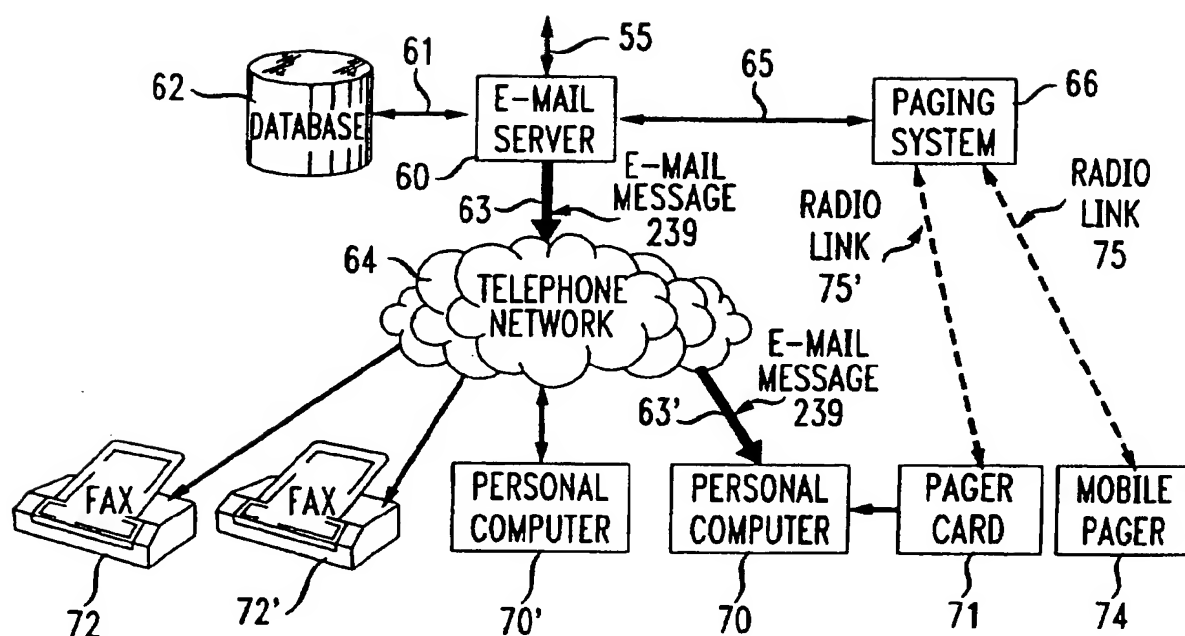 55
61
62
DATABASE
E-MAIL
SERVER
60
65
66
PAGING
SYSTEM
63
E-MAIL
MESSAGE
239
RADIO
LINK
75'
RADIO
LINK
75
64
TELEPHONE
NETWORK
E-MAIL
MESSAGE
239
63'
FAX
FAX
PERSONAL
COMPUTER
PERSONAL
COMPUTER
PAGER
CARD
MOBILE
PAGER
72
72'
70'
70
71
74